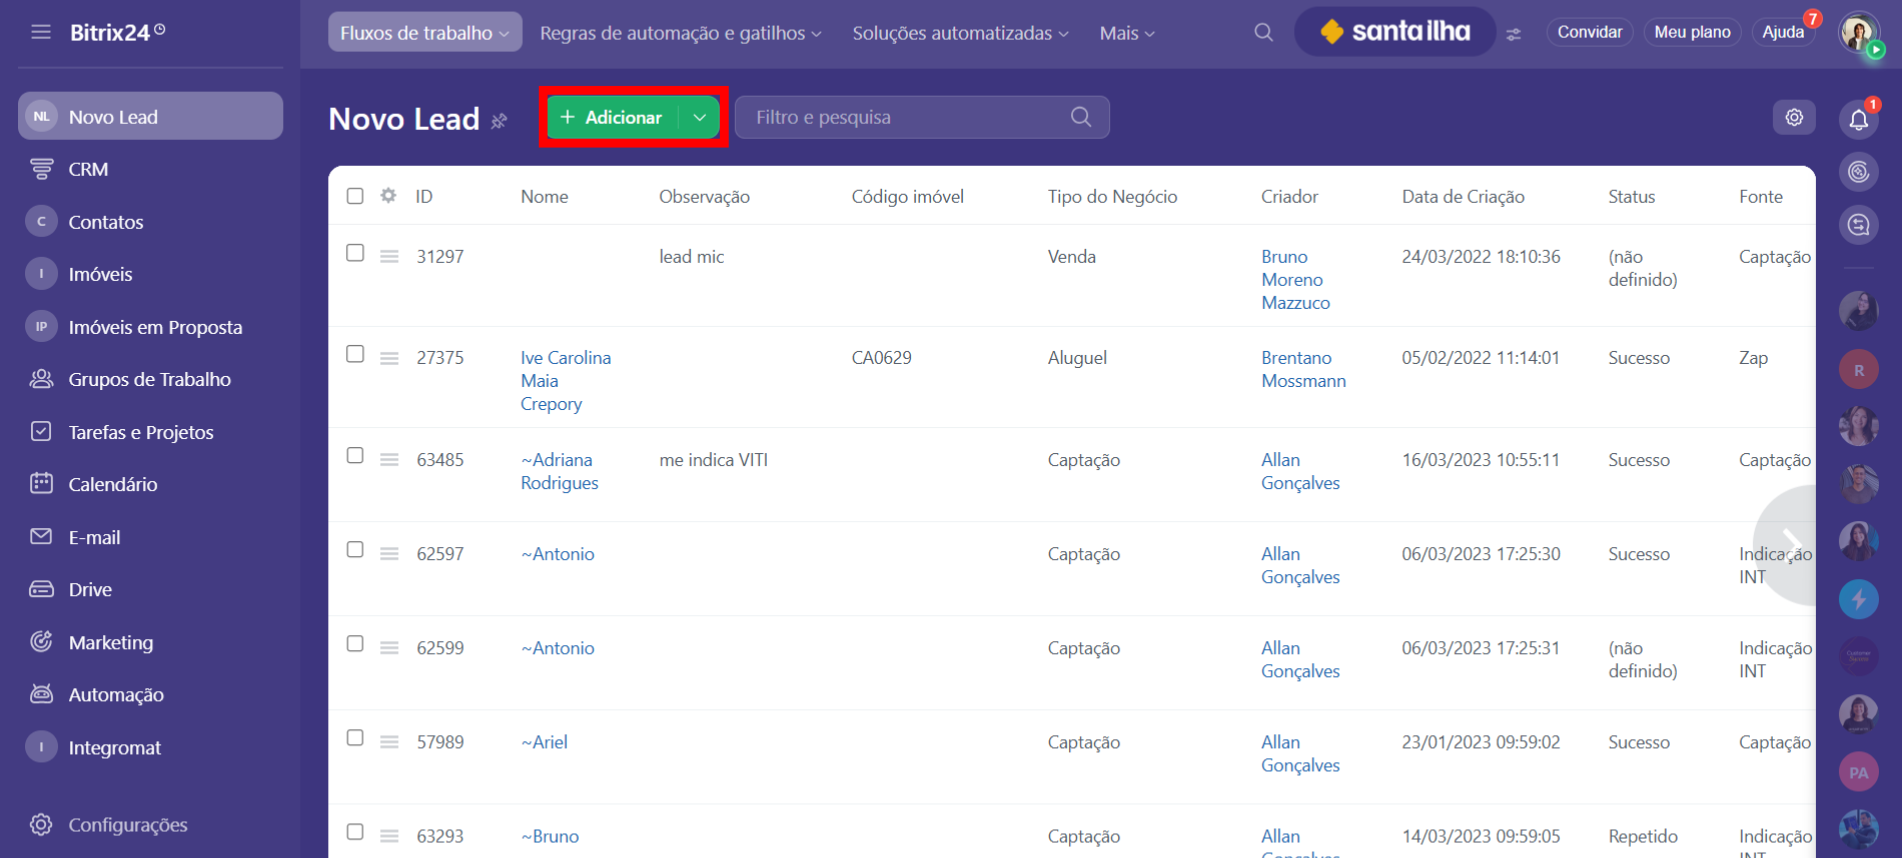 Bitrix24
Fluxos de trabalho
Regras de automação e gatilhos
Soluções automatizadas
Mais
santa ilha
Convidar
Meu plano
Ajuda
7
NL
Novo Lead
CRM
C
Contatos
I
Imóveis
IP
Imóveis em Proposta
Grupos de Trabalho
Tarefas e Projetos
Calendário
E-mail
Drive
Marketing
Automação
I
Integromat
Configurações
Novo Lead
+ Adicionar
Filtro e pesquisa
1
ID Nome Observação Código imóvel Tipo do Negócio Criador Data de Criação Status Fonte
31297 lead mic Venda Bruno 24/03/2022 18:10:36 (não Captação
Moreno definido)
Mazzuco
27375 Ive Carolina CA0629 Aluguel Brentano 05/02/2022 11:14:01 Sucesso Zap
Maia Mossmann
Crepory
63485 ~Adriana me indica VITI Captação Allan 16/03/2023 10:55:11 Sucesso Captação
Rodrigues Gonçalves
62597 ~Antonio Captação Allan 06/03/2023 17:25:30 Sucesso Indicação
Gonçalves INT
62599 ~Antonio Captação Allan 06/03/2023 17:25:31 (não Indicação
Gonçalves definido) INT
57989 ~Ariel Captação Allan 23/01/2023 09:59:02 Sucesso Captação
Gonçalves
63293 ~Bruno Captação Allan 14/03/2023 09:59:05 Repetido Indicação
Gonçalves INT
R
PA